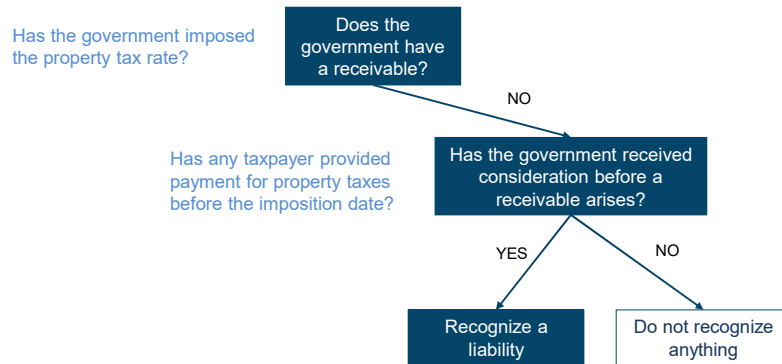 Has the government imposed
the property tax rate?
Does the
government have
a receivable?
NO
Has any taxpayer provided
payment for property taxes
before the imposition date?
Has the government received
consideration before a
receivable arises?
YES
NO
Recognize a
liability
Do not recognize
anything